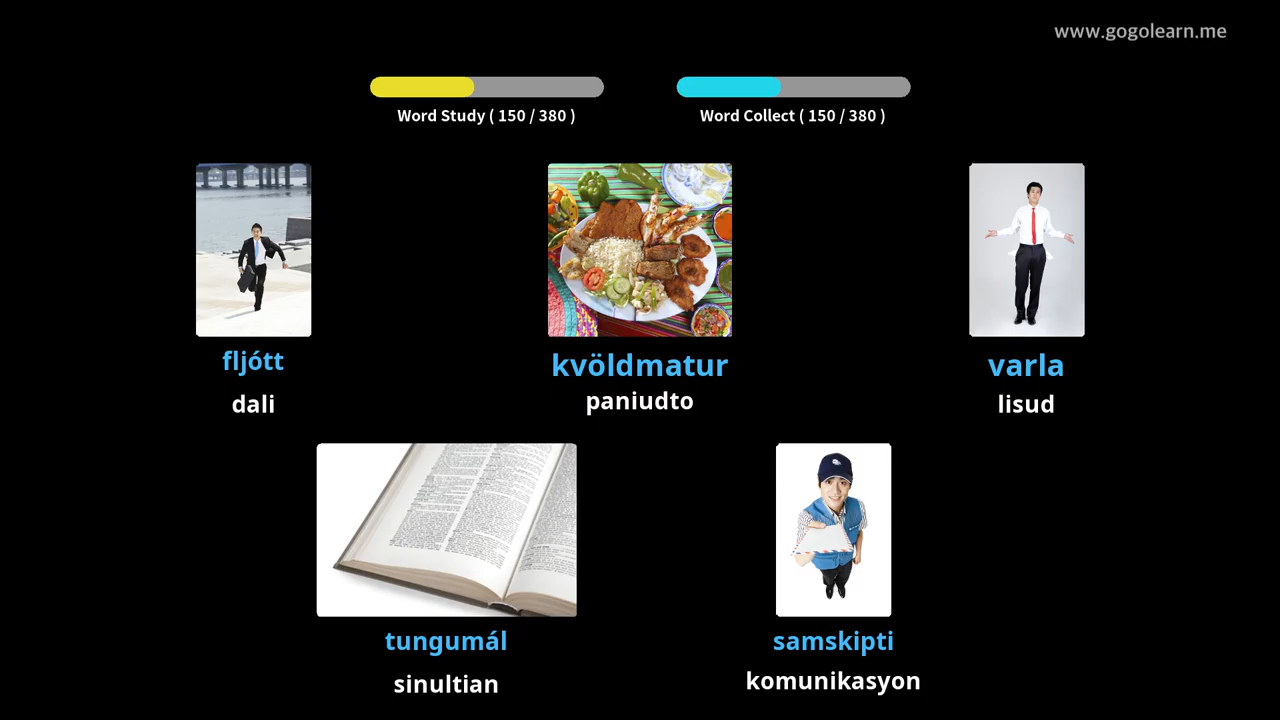 www.gogolearn.me
Word Study ( 150 / 380 )
Word Collect ( 150 / 380 )
fljótt
kvöldmatur
varla
dali
paniudto
lisud
tungumál
samskipti
sinultian
komunikasyon